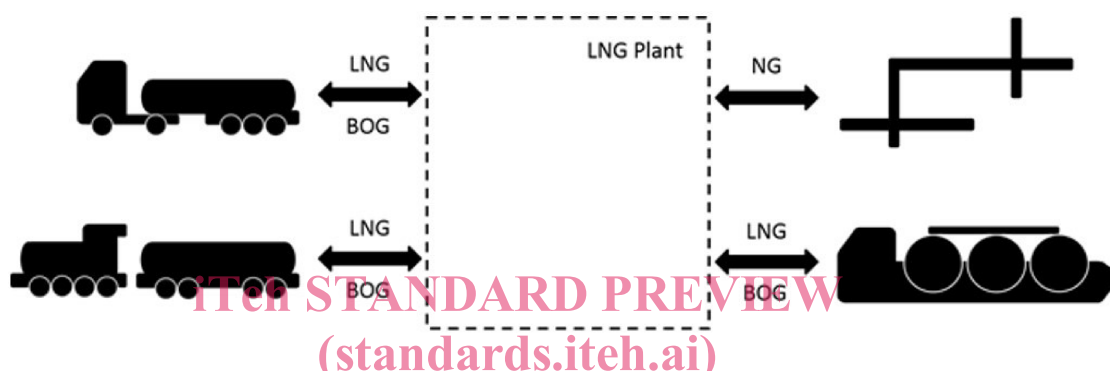 LNG Plant
LNG
BOG
NG
LNG
BOG
LNG
BOG
iTeh STANDARD PREVIEW
(standards.iteh.ai)